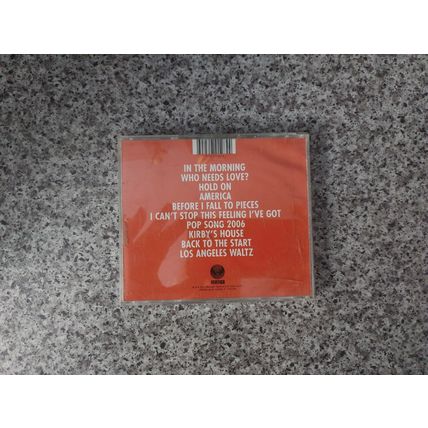 IN THE MORNING
WHO NEEDS LOVE?
HOLD ON
AMERICA
BEFORE I FALL TO PIECES
I CAN'T STOP THIS FEELING I'VE GOT
POP SONG 2006
KIRBY'S HOUSE
BACK TO THE START
LOS ANGELES WALTZ
VERTIGO